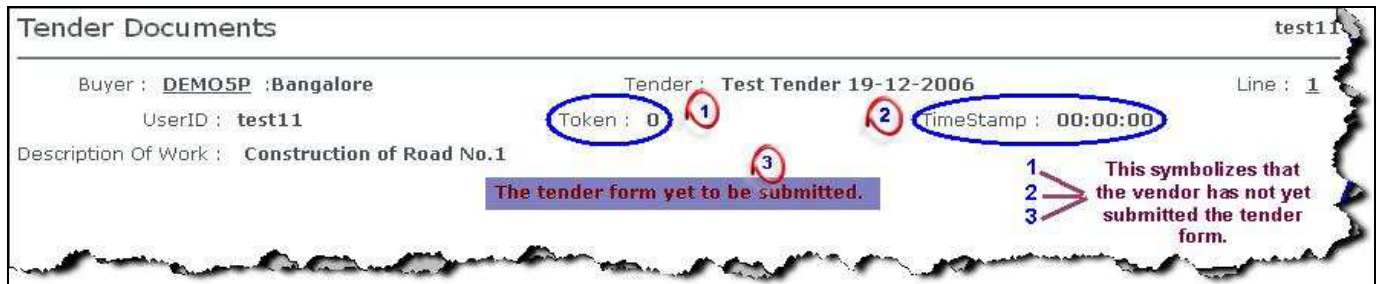 Tender Documents test11
Buyer : DEMO5P :Bangalore Tender : Test Tender 19-12-2006 Line : 1
UserID : test11 Token : 0 1 2 TimeStamp : 00:00:00
Description Of Work : Construction of Road No.1
3
The tender form yet to be submitted.
1 This symbolizes that
2 the vendor has not yet
3 submitted the tender
form.